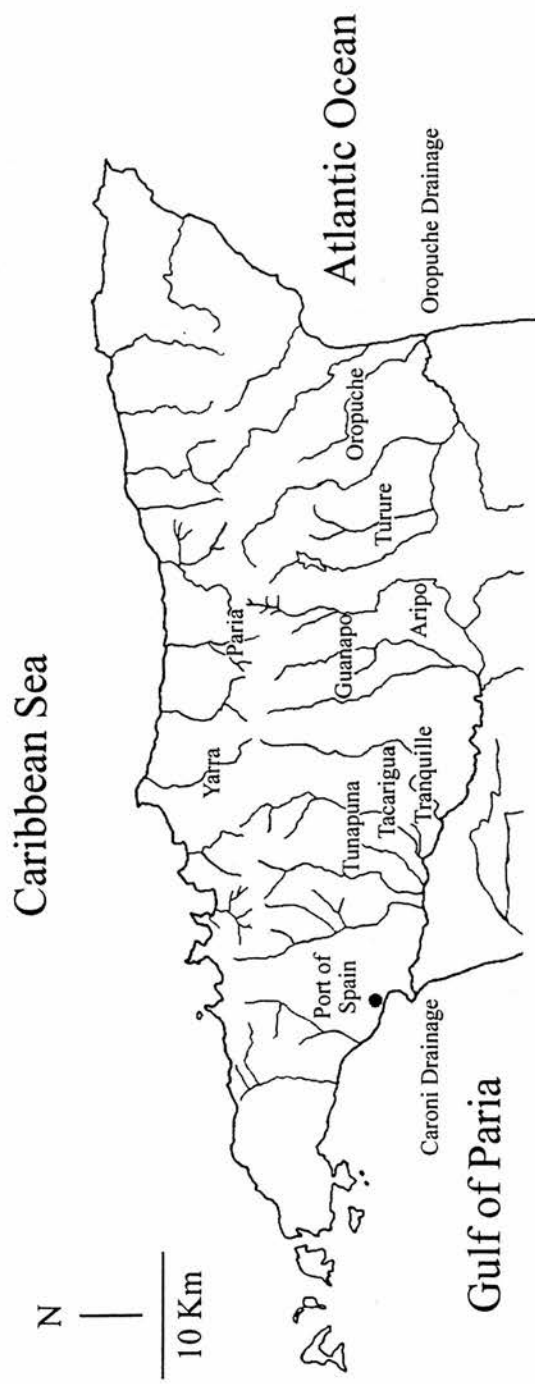 N
10 Km
Caribbean Sea
Atlantic Ocean
Gulf of Paria
Port of
Spain
Caroni Drainage
Tunapuna
Tacarigua
Tranquille
Yarra
Paria
Guanapo
Aripo
Turure
Oropuche
Oropuche Drainage